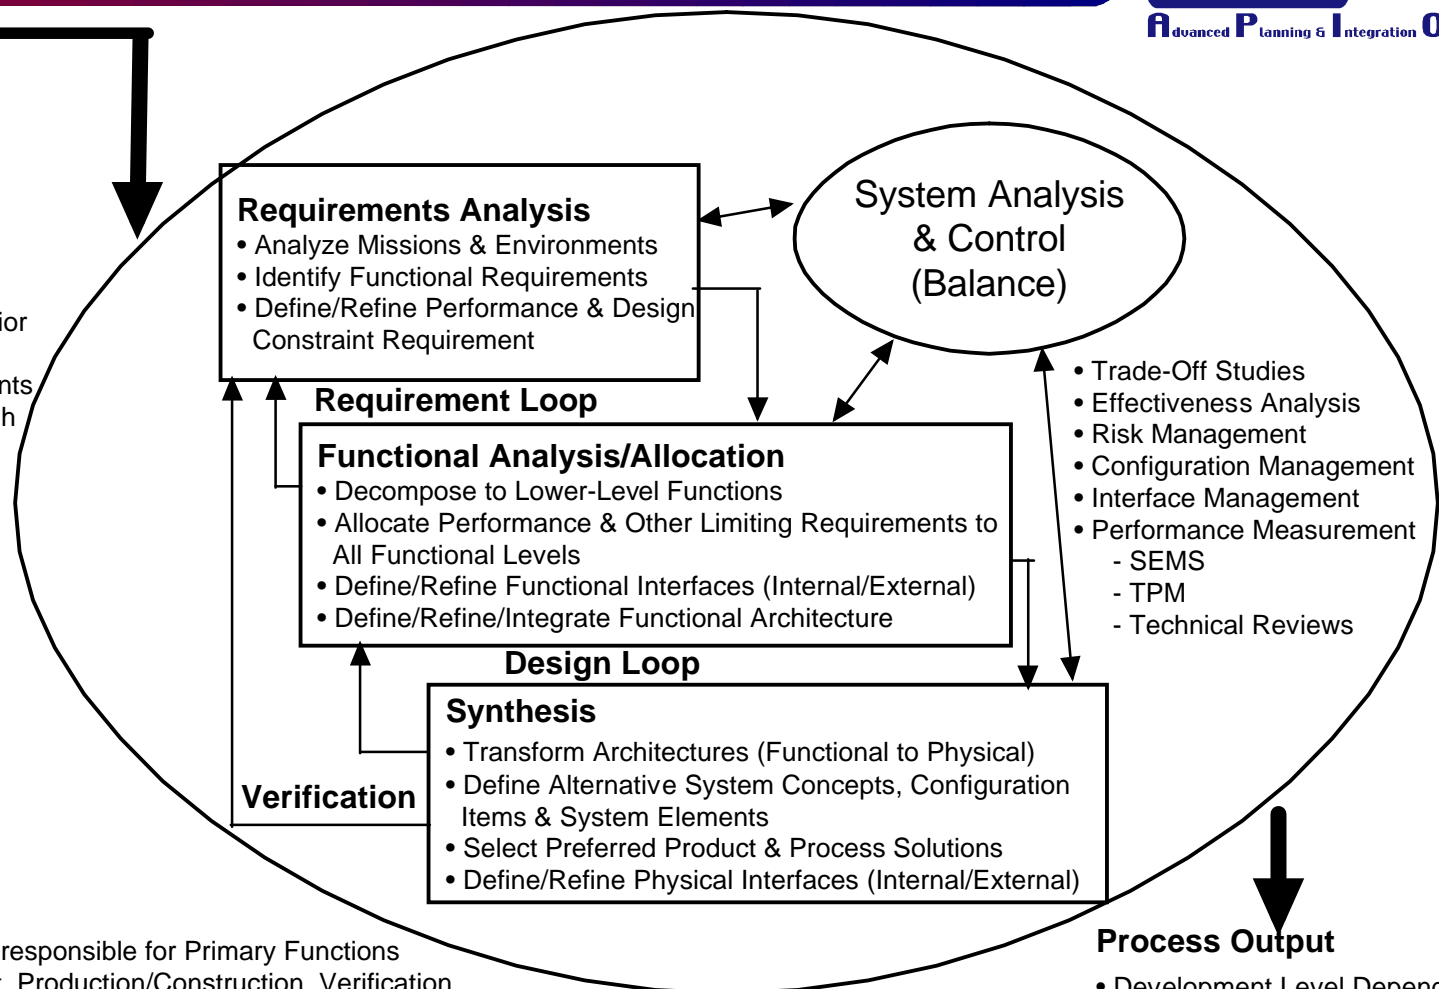 Advanced Planning & Integration
Requirements Analysis
• Analyze Missions & Environments
• Identify Functional Requirements
• Define/Refine Performance & Design
Constraint Requirement
System Analysis
& Control
(Balance)
Requirement Loop
Functional Analysis/Allocation
• Decompose to Lower-Level Functions
• Allocate Performance & Other Limiting Requirements to
All Functional Levels
• Define/Refine Functional Interfaces (Internal/External)
• Define/Refine/Integrate Functional Architecture
• Trade-Off Studies
• Effectiveness Analysis
• Risk Management
• Configuration Management
• Interface Management
• Performance Measurement
- SEMS
- TPM
- Technical Reviews
Design Loop
Synthesis
• Transform Architectures (Functional to Physical)
• Define Alternative System Concepts, Configuration
Items & System Elements
• Select Preferred Product & Process Solutions
• Define/Refine Physical Interfaces (Internal/External)
Verification
responsible for Primary Functions
Production/Construction, Verification
Process Output
• Development Level